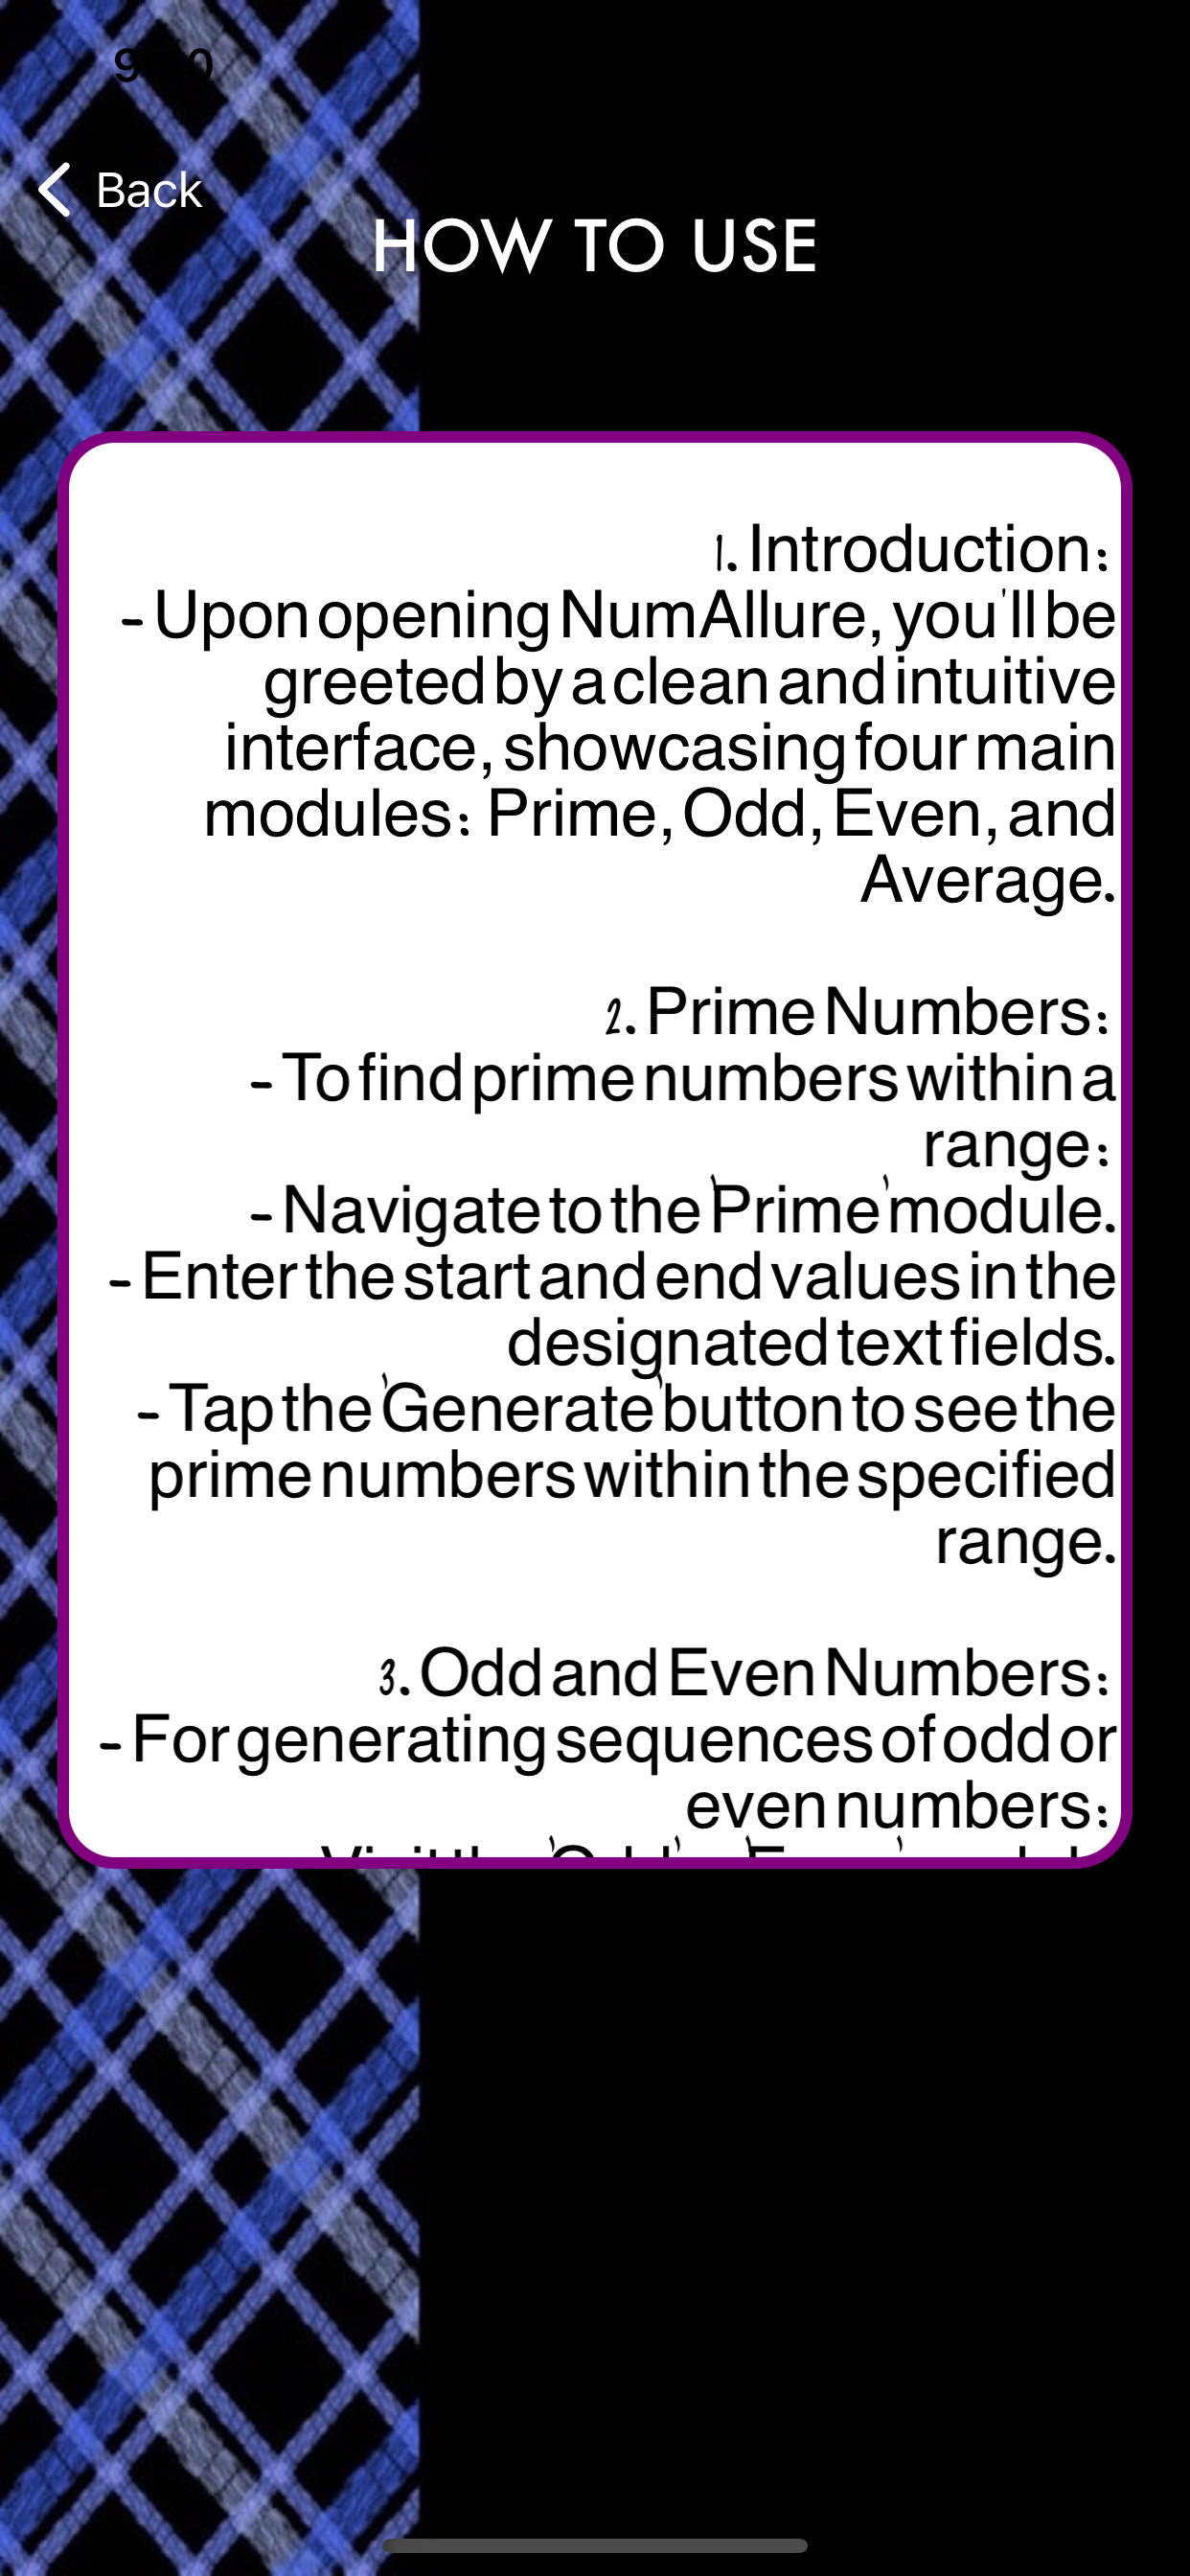 Back
HOW TO USE
1. Introduction:
- Upon opening NumAllure, you'll be
greeted by a clean and intuitive
interface, showcasing four main
modules: Prime, Odd, Even, and
Average.
2. Prime Numbers:
- To find prime numbers within a
range:
- Navigate to the 'Prime' module.
- Enter the start and end values in the
designated text fields.
- Tap the 'Generate' button to see the
prime numbers within the specified
range.
3. Odd and Even Numbers:
- For generating sequences of odd or
even numbers: